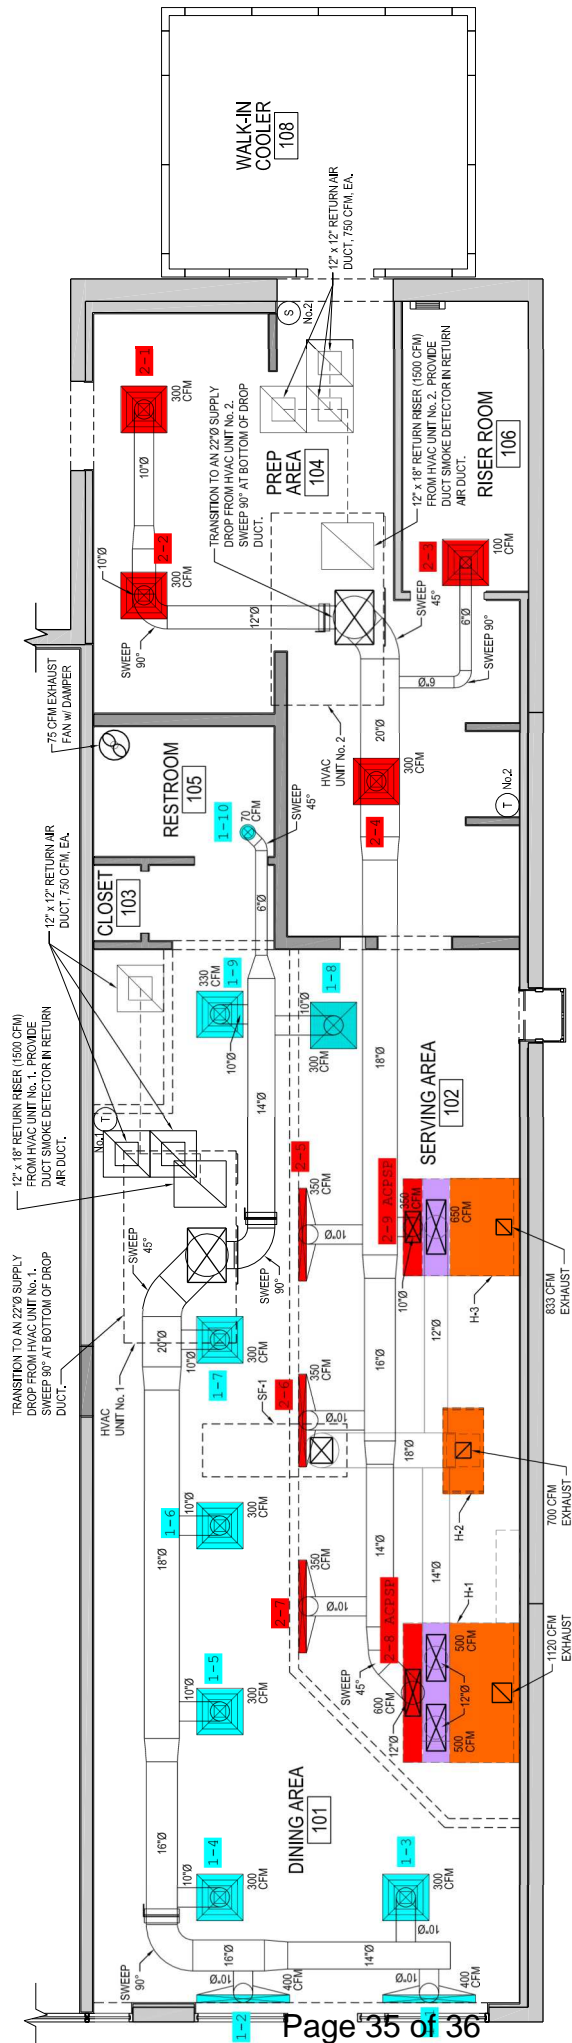 WALK-IN
COOLER
108
12" x 12" RETURN AIR
DUCT, 750 CFM, EA.
S
No.2
2-1
300
CFM
10"Ø
2-2
10"Ø
300
CFM
SWEEP
90°
12"Ø
PREP
AREA
104
TRANSITION TO AN 22"Ø SUPPLY
DROP FROM HVAC UNIT No. 2.
SWEEP 90° AT BOTTOM OF DROP
DUCT.
12" x 18" RETURN RISER (1500 CFM)
FROM HVAC UNIT No. 2. PROVIDE
DUCT SMOKE DETECTOR IN RETURN
AIR DUCT.
RISER ROOM
106
2-3
100
CFM
6"Ø
SWEEP
45°
SWEEP 90°
6"Ø
20"Ø
HVAC
UNIT No. 2
300
CFM
2-4
T
No.2
75 CFM EXHAUST
FAN w/ DAMPER
RESTROOM
105
1-10
70
CFM
SWEEP
45°
6"Ø
CLOSET
103
12" x 12" RETURN AIR
DUCT, 750 CFM, EA.
12" x 18" RETURN RISER (1500 CFM)
FROM HVAC UNIT No. 1. PROVIDE
DUCT SMOKE DETECTOR IN RETURN
AIR DUCT.
No.1
T
330
CFM
1-9
10"Ø
1-8
10"Ø
300
CFM
14"Ø
18"Ø
SERVING AREA
102
TRANSITION TO AN 22"Ø SUPPLY
DROP FROM HVAC UNIT No. 1.
SWEEP 90° AT BOTTOM OF DROP
DUCT.
SWEEP
45°
SWEEP
90°
HVAC
UNIT No. 1
20"Ø
10"Ø
1-7
300
CFM
2-5
350
CFM
10"Ø
2-9 ACPSP
350
CFM
10"Ø
650
CFM
12"Ø
H-3
833 CFM
EXHAUST
16"Ø
SF-1
2-6
350
CFM
10"Ø
18"Ø
H-2
700 CFM
EXHAUST
18"Ø
1-6
10"Ø
300
CFM
2-7
350
CFM
10"Ø
14"Ø
14"Ø
H-1
2-8 ACPSP
SWEEP
45°
600
CFM
12"Ø
500
CFM
12"Ø
500
CFM
1120 CFM
EXHAUST
1-5
10"Ø
300
CFM
16"Ø
DINING AREA
101
1-4
10"Ø
300
CFM
1-3
300
CFM
10"Ø
SWEEP
90°
16"Ø
14"Ø
10"Ø
400
CFM
1-2
10"Ø
400
CFM
Page 35 of 36